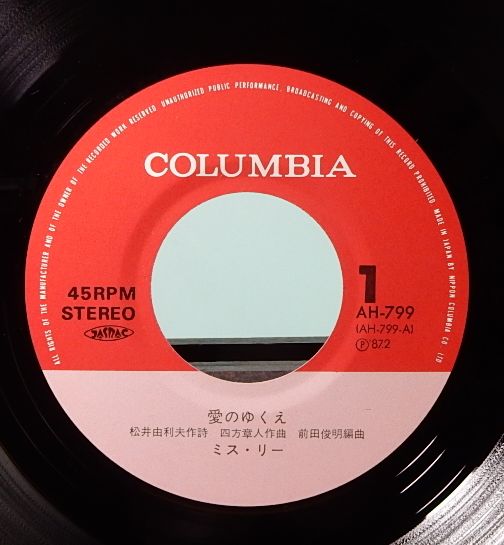 ALL RIGHTS OF THE MANUFACTURER AND OF THE OWNER OF THE RECORDED WORK RESERVED. UNAUTHORIZED PUBLIC PERFORMANCE, BROADCASTING AND COPYING OF THIS RECORD PROHIBITED. MADE IN JAPAN BY NIPPON COLUMBIA CO. LTD
COLUMBIA
1
45RPM
STEREO
JASRAC
AH-799
(AH-799-A)
Ⓟ'87.2
愛のゆくえ
松井由利夫作詩 四方章人作曲 前田俊明編曲
ミス・リー